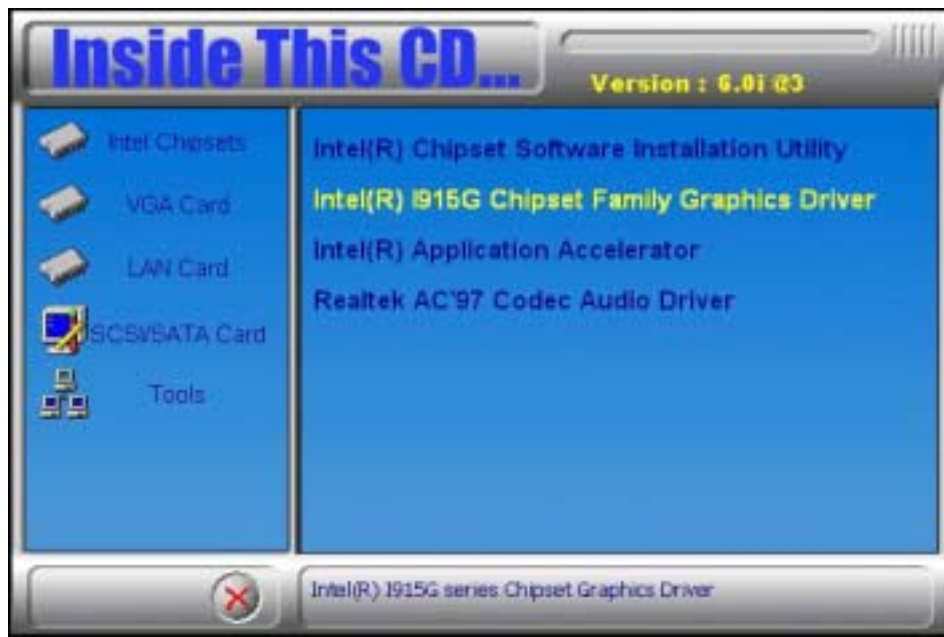 Inside This CD...
Version : 6.0i @3
Intel Chipsets
VGA Card
LAN Card
SCSI/SATA Card
Tools
Intel(R) Chipset Software Installation Utility
Intel(R) I915G Chipset Family Graphics Driver
Intel(R) Application Accelerator
Realtek AC'97 Codec Audio Driver
Intel(R) I915G series Chipset Graphics Driver